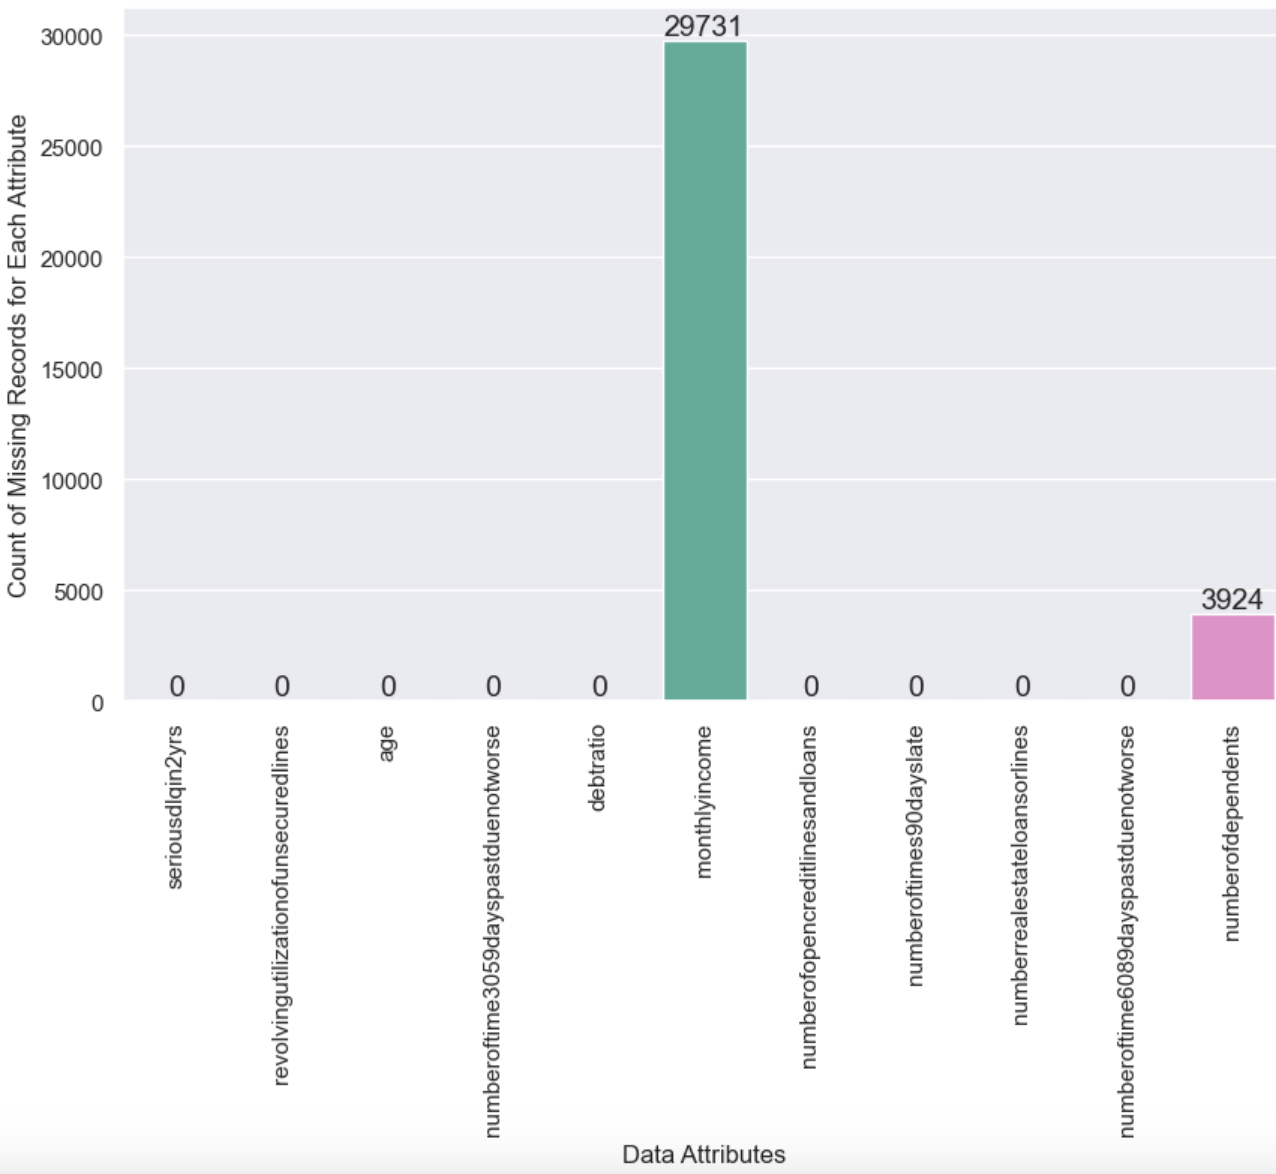 Count of Missing Records for Each Attribute
30000
25000
20000
15000
10000
5000
0
0
0
0
0
0
29731
0
0
0
0
3924
seriousdlqin2yrs
revolvingutilizationofunsecuredlines
age
numberoftime3059dayspastduenotworse
debtratio
monthlyincome
numberofopencreditlinesandloans
numberoftimes90dayslate
numberrealestateloansorlines
numberoftime6089dayspastduenotworse
numberofdependents
Data Attributes